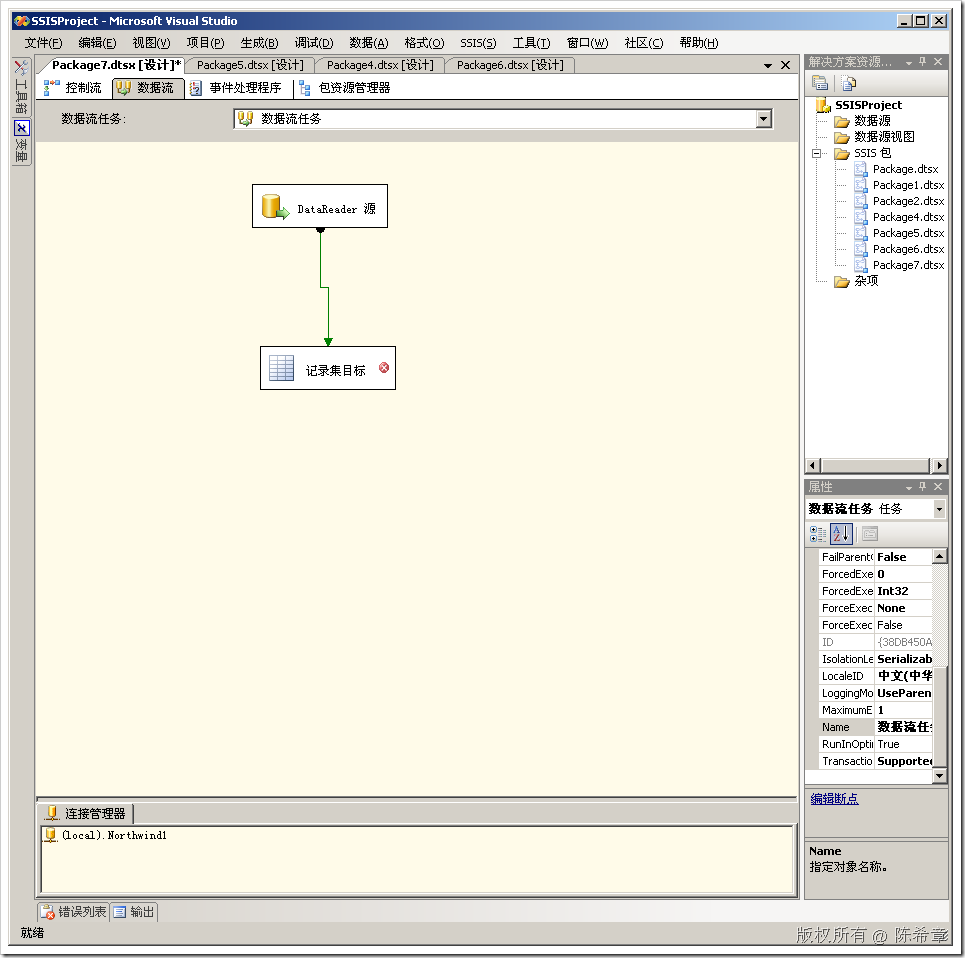 SSISProject - Microsoft Visual Studio
文件(F) 编辑(E) 视图(V) 项目(P) 生成(B) 调试(D) 数据(A) 格式(O) SSIS(S) 工具(T) 窗口(W) 社区(C) 帮助(H)
工具箱
变量
Package7.dtsx [设计]* Package5.dtsx [设计] Package4.dtsx [设计] Package6.dtsx [设计]
控制流 数据流 事件处理程序 包资源管理器
数据流任务: 数据流任务
DataReader 源
记录集目标
连接管理器
(local).Northwind1
错误列表 输出
就绪
解决方案资源...
SSISProject
数据源
数据源视图
SSIS 包
Package.dtsx
Package1.dtsx
Package2.dtsx
Package4.dtsx
Package5.dtsx
Package6.dtsx
Package7.dtsx
杂项
属性
数据流任务 任务
FailParent False
ForcedExe 0
ForcedExe Int32
ForceExec None
ForceExec False
ID {38DB450A
IsolationLe Serializab
LocaleID 中文(中华
LoggingMo UseParen
MaximumE 1
Name 数据流任
RunInOpti True
Transactio Supported
编辑断点
Name
指定对象名称。
版权所有 @ 陈希章